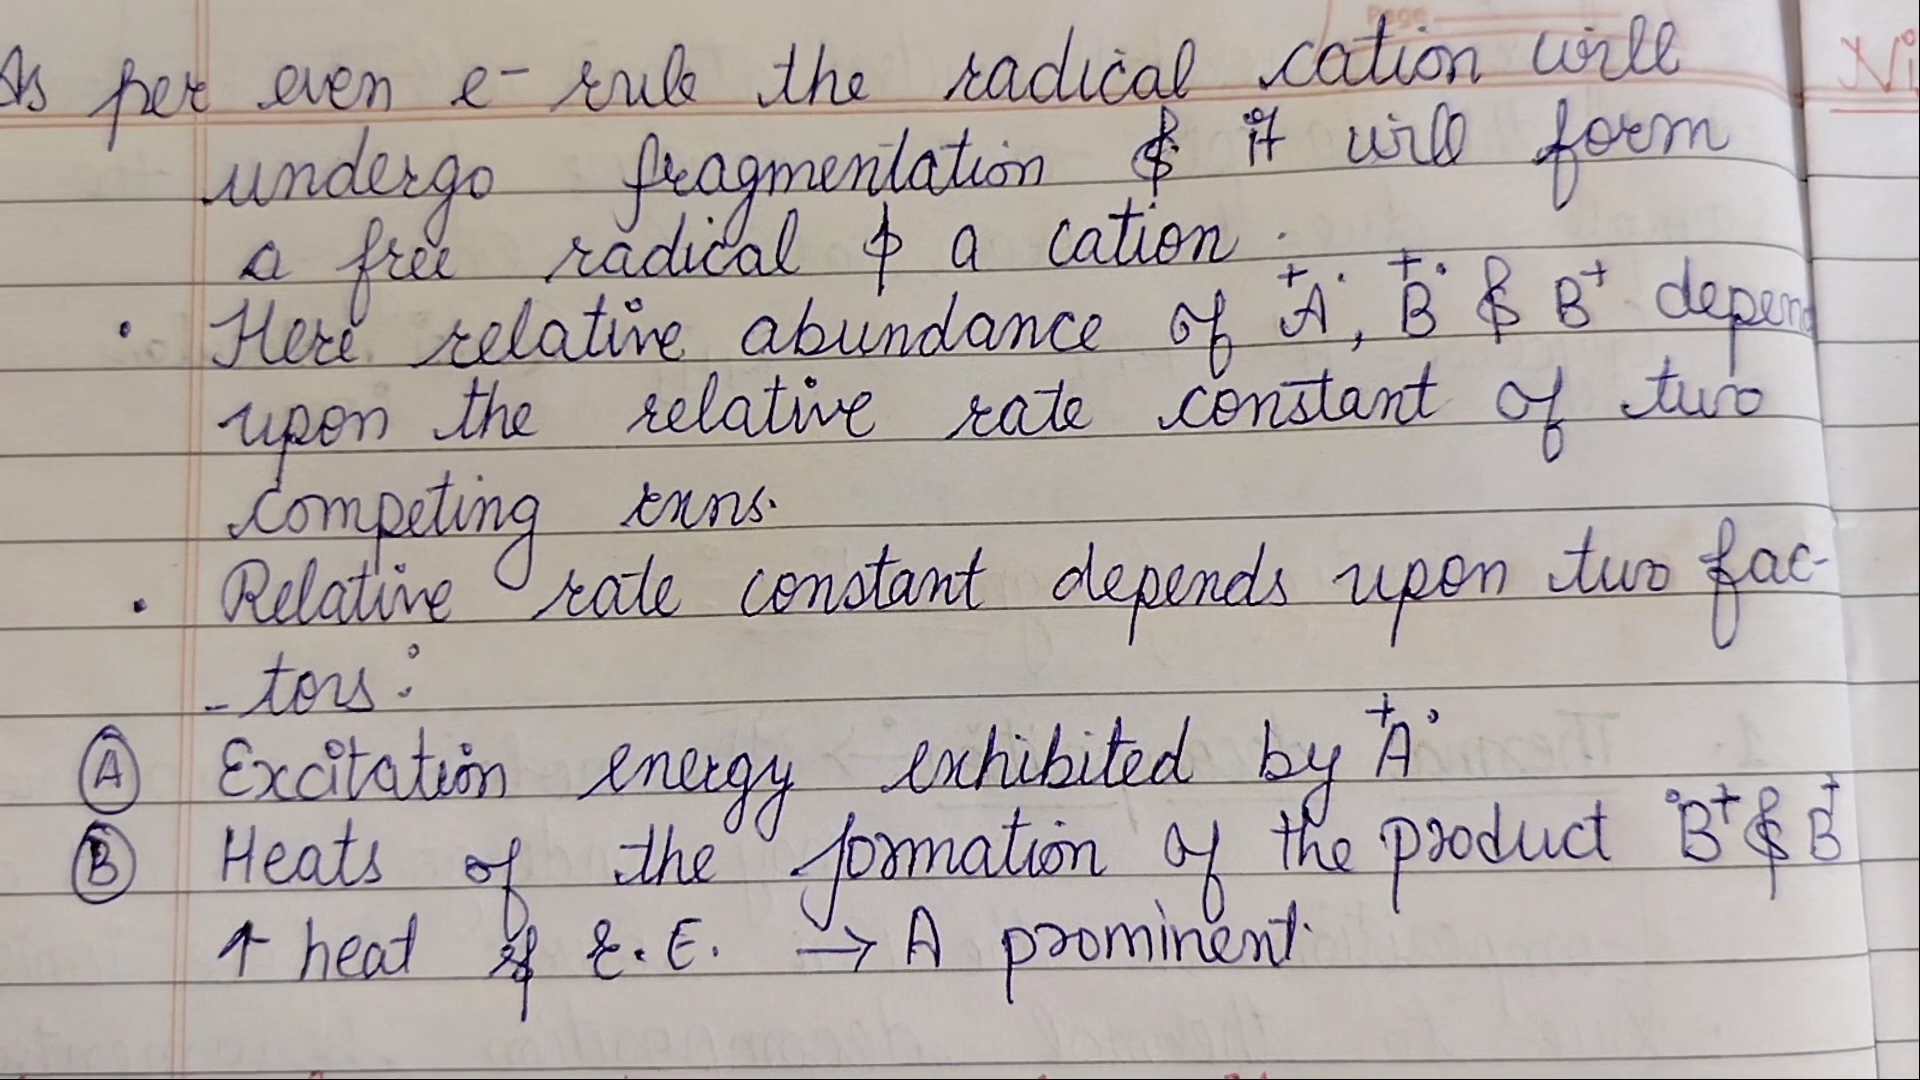 As per even e⁻ rule the radical cation will
undergo fragmentation & it will form
a free radical & a cation.
• Here relative abundance of A⁺˙, B⁺˙ & B⁺ depend
upon the relative rate constant of two
competing rxns.
• Relative rate constant depends upon two fac-
- tors:
Ⓐ Excitation energy exhibited by A⁺˙
Ⓑ Heats of the formation of the product ˙B⁺ & B⁺
↑ heat of E.E. → A prominent.